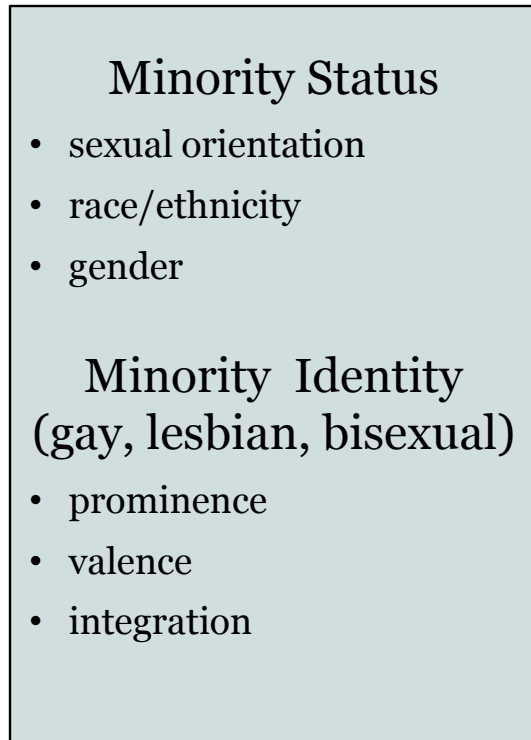 Minority Status
• sexual orientation
• race/ethnicity
• gender
Minority Identity
(gay, lesbian, bisexual)
• prominence
• valence
• integration